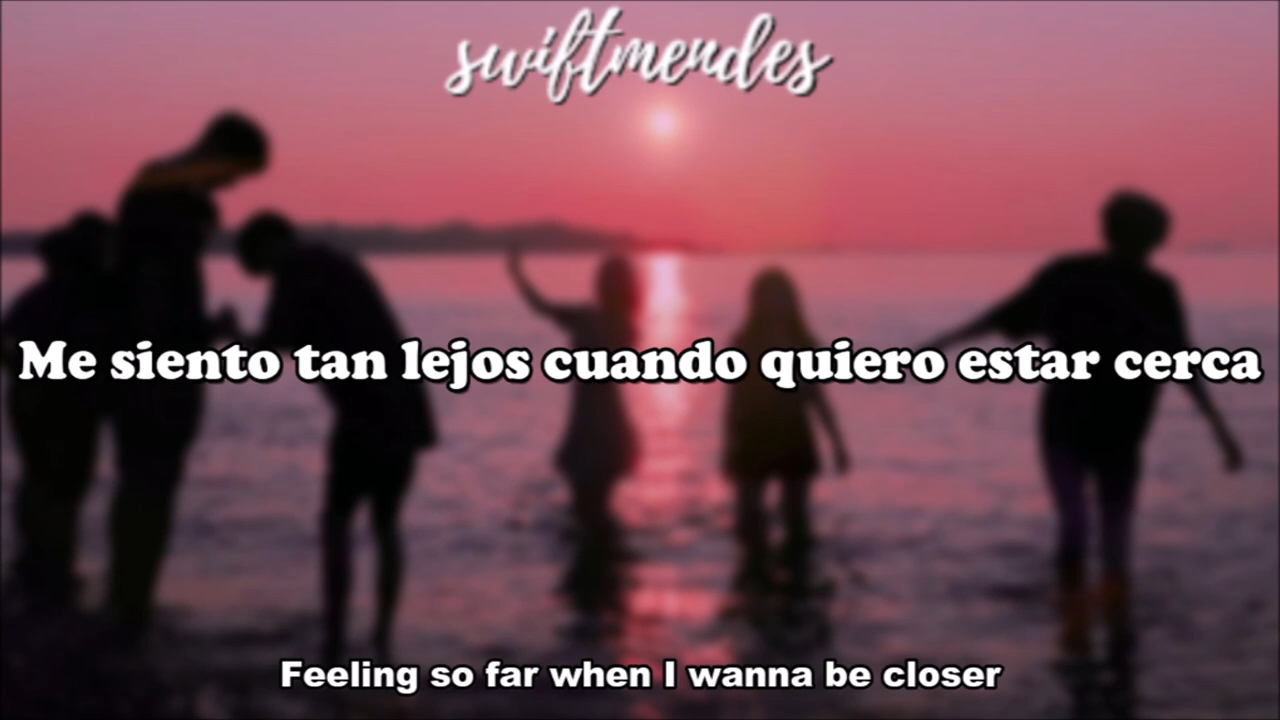 swiftmendes
Me siento tan lejos cuando quiero estar cerca
Feeling so far when I wanna be closer